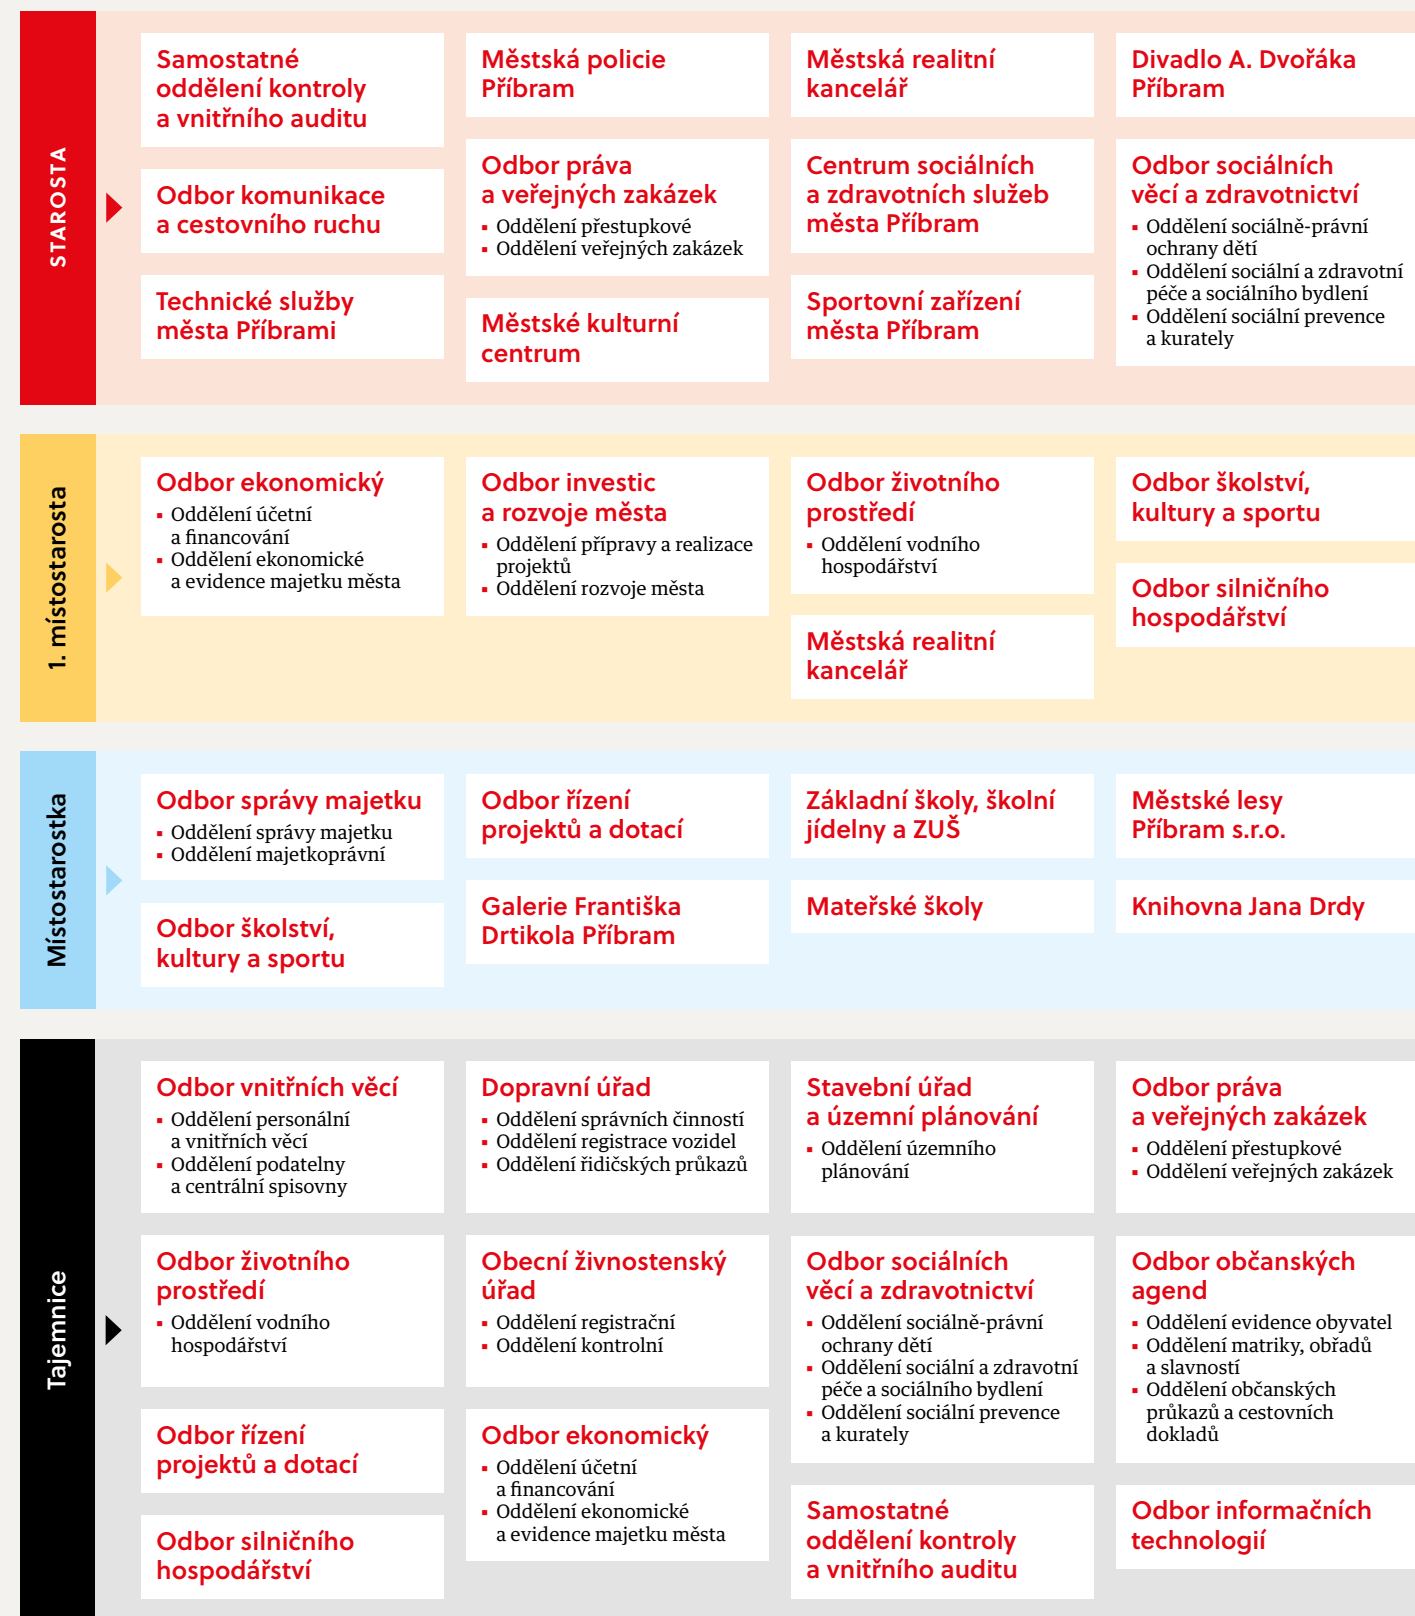 STAROSTA
Samostatné
oddělení kontroly
a vnitřního auditu
Odbor komunikace
a cestovního ruchu
Technické služby
města Příbrami
Městská policie
Příbram
Odbor práva
a veřejných zakázek
▪ Oddělení přestupkové
▪ Oddělení veřejných zakázek
Městské kulturní
centrum
Městská realitní
kancelář
Centrum sociálních
a zdravotních služeb
města Příbram
Sportovní zařízení
města Příbram
Divadlo A. Dvořáka
Příbram
Odbor sociálních
věcí a zdravotnictví
▪ Oddělení sociálně-právní
ochrany dětí
▪ Oddělení sociální a zdravotní
péče a sociálního bydlení
▪ Oddělení sociální prevence
a kurately
1. místostarosta
Odbor ekonomický
▪ Oddělení účetní
a financování
▪ Oddělení ekonomické
a evidence majetku města
Odbor investic
a rozvoje města
▪ Oddělení přípravy a realizace
projektů
▪ Oddělení rozvoje města
Odbor životního
prostředí
▪ Oddělení vodního
hospodářství
Městská realitní
kancelář
Odbor školství,
kultury a sportu
Odbor silničního
hospodářství
Místostarostka
Odbor správy majetku
▪ Oddělení správy majetku
▪ Oddělení majetkoprávní
Odbor školství,
kultury a sportu
Odbor řízení
projektů a dotací
Galerie Františka
Drtikola Příbram
Základní školy, školní
jídelny a ZUŠ
Mateřské školy
Městské lesy
Příbram s.r.o.
Knihovna Jana Drdy
Tajemnice
Odbor vnitřních věcí
▪ Oddělení personální
a vnitřních věcí
▪ Oddělení podatelny
a centrální spisovny
Dopravní úřad
▪ Oddělení správních činností
▪ Oddělení registrace vozidel
▪ Oddělení řidičských průkazů
Stavební úřad
a územní plánování
▪ Oddělení územního
plánování
Odbor práva
a veřejných zakázek
▪ Oddělení přestupkové
▪ Oddělení veřejných zakázek
Odbor životního
prostředí
▪ Oddělení vodního
hospodářství
Obecní živnostenský
úřad
▪ Oddělení registrační
▪ Oddělení kontrolní
Odbor sociálních
věcí a zdravotnictví
▪ Oddělení sociálně-právní
ochrany dětí
▪ Oddělení sociální a zdravotní
péče a sociálního bydlení
▪ Oddělení sociální prevence
a kurately
Odbor občanských
agend
▪ Oddělení evidence obyvatel
▪ Oddělení matriky, obřadů
a slavností
▪ Oddělení občanských
průkazů a cestovních
dokladů
Odbor řízení
projektů a dotací
Odbor ekonomický
▪ Oddělení účetní
a financování
▪ Oddělení ekonomické
a evidence majetku města
Odbor silničního
hospodářství
Samostatné
oddělení kontroly
a vnitřního auditu
Odbor informačních
technologií